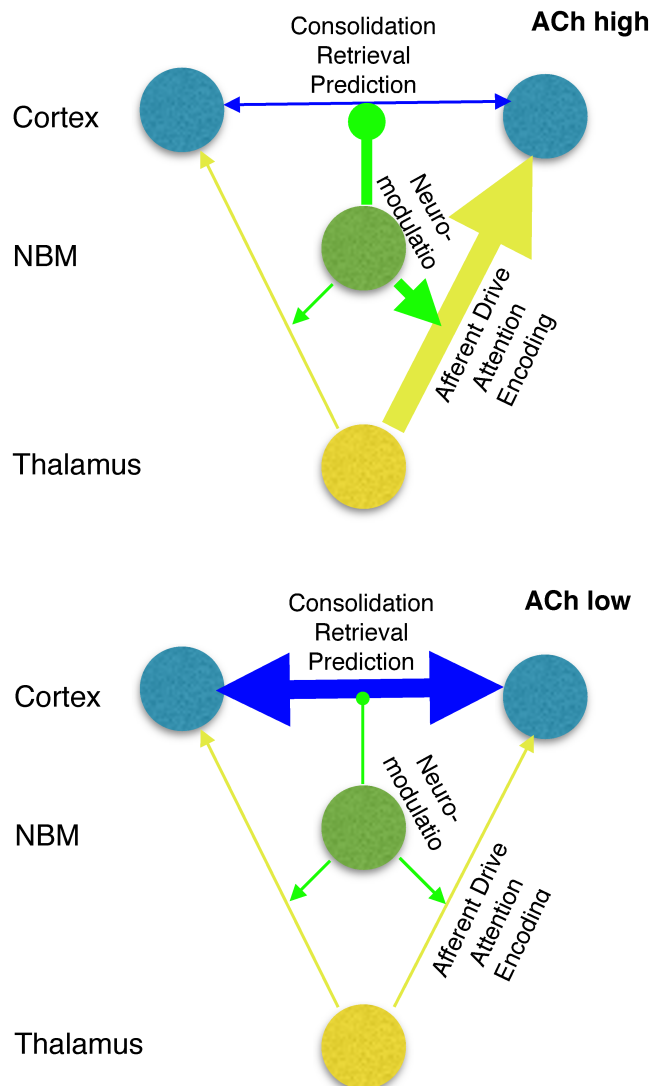 ACh high
Consolidation
Retrieval
Prediction
Cortex
Neuro-
modulatio
NBM
Afferent Drive
Attention
Encoding
Thalamus
ACh low
Consolidation
Retrieval
Prediction
Cortex
Neuro-
modulatio
NBM
Afferent Drive
Attention
Encoding
Thalamus